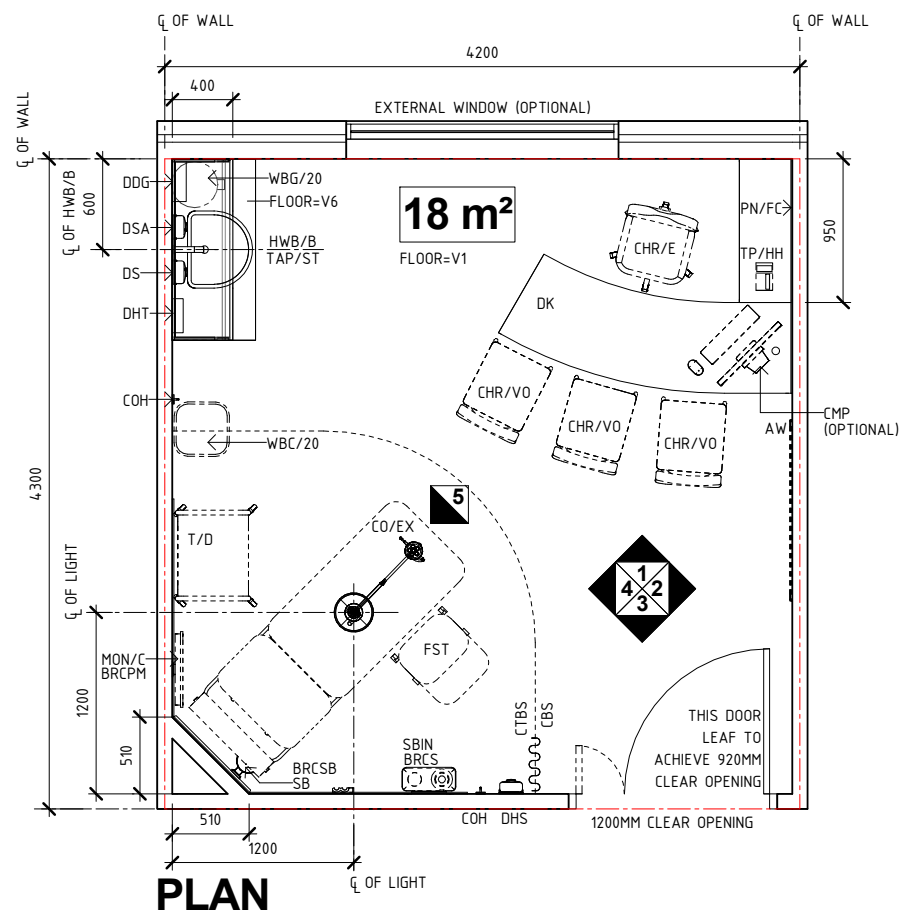 ℄ OF WALL
℄ OF WALL
4200
400
EXTERNAL WINDOW (OPTIONAL)
℄ OF WALL
℄ OF HWB/B
600
DDG
WBG/20
FLOOR=V6
18 m²
FLOOR=V1
PN/FC
950
DSA
HWB/B
TAP/ST
CHR/E
TP/HH
DS
DK
DHT
COH
CHR/VO
CHR/VO
CHR/VO
AW
CMP
(OPTIONAL)
WBC/20
4300
5
CO/EX
T/D
℄ OF LIGHT
1
4 2
3
FST
MON/C
BRCPM
1200
510
CTBS
CBS
THIS DOOR
LEAF TO
ACHIEVE 920MM
CLEAR OPENING
SBIN
BRCS
BRCSB
SB
510
COH
DHS
1200MM CLEAR OPENING
1200
℄ OF LIGHT
PLAN